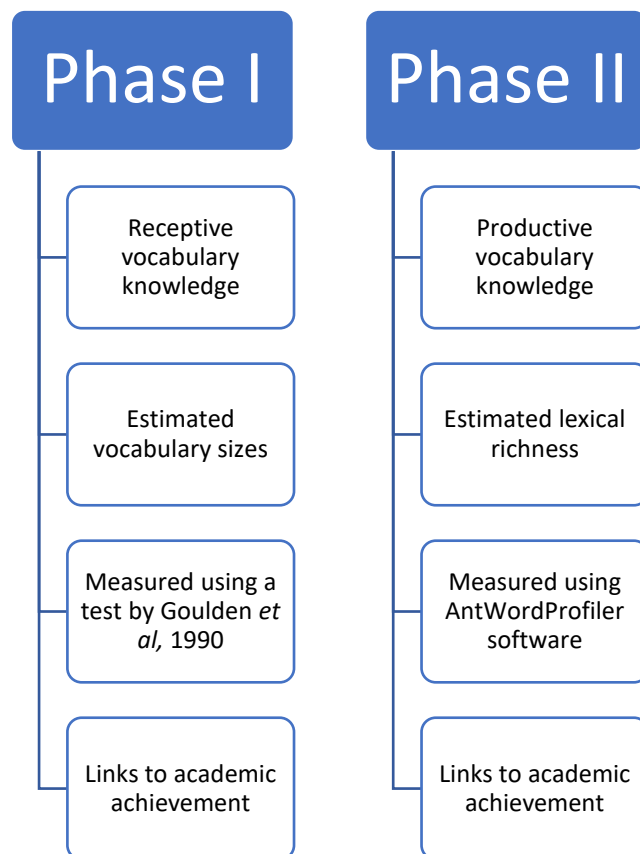 Phase I
Receptive
vocabulary
knowledge
Estimated
vocabulary sizes
Measured using a
test by Goulden et
al, 1990
Links to academic
achievement
Phase II
Productive
vocabulary
knowledge
Estimated lexical
richness
Measured using
AntWordProfiler
software
Links to academic
achievement